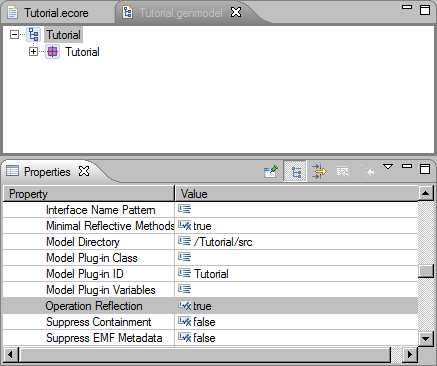 Tutorial.ecore Tutorial.genmodel
Tutorial
Tutorial
Properties
Property Value
Interface Name Pattern
Minimal Reflective Methods true
Model Directory /Tutorial/src
Model Plug-in Class
Model Plug-in ID Tutorial
Model Plug-in Variables
Operation Reflection true
Suppress Containment false
Suppress EMF Metadata false